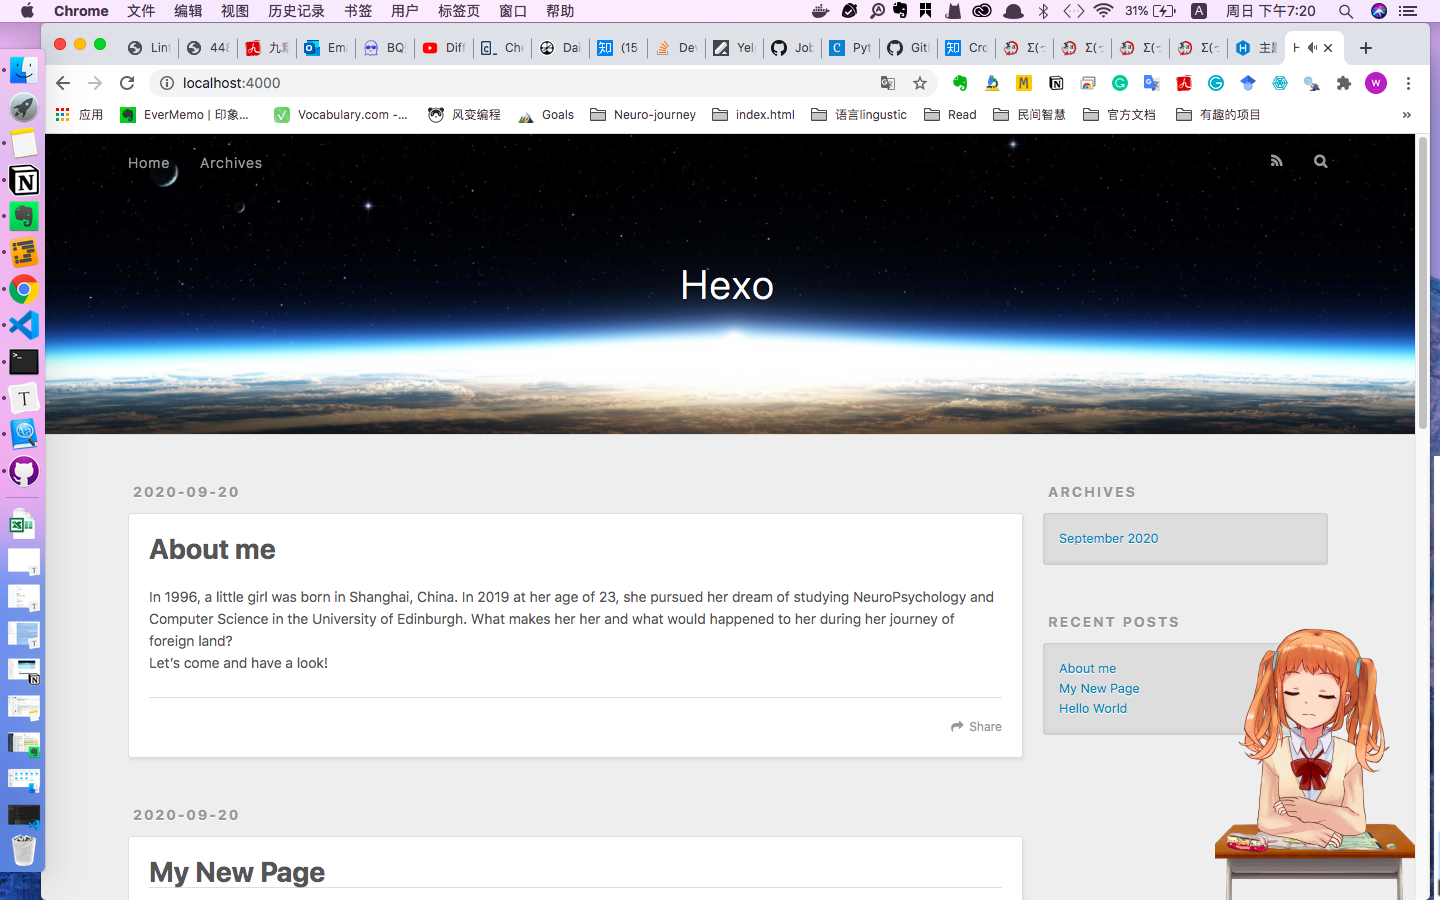 Chrome 文件 编辑 视图 历史记录 书签 用户 标签页 窗口 帮助 31% A 周日 下午7:20
Lin 448 九章 Em BQ Diff C_ Che Dai 知 (15 Dev Yel Job C Pyt Git 知 Cro Σ( Σ( Σ( Σ( 主题 H
localhost:4000
M W
应用 EverMemo | 印象... Vocabulary.com -... 风变编程 Goals Neuro-journey index.html 语言lingustic Read 民间智慧 官方文档 有趣的项目 »
Home Archives
Hexo
2020-09-20
About me
In 1996, a little girl was born in Shanghai, China. In 2019 at her age of 23, she pursued her dream of studying NeuroPsychology and
Computer Science in the University of Edinburgh. What makes her her and what would happened to her during her journey of
foreign land?
Let's come and have a look!
Share
2020-09-20
My New Page
ARCHIVES
September 2020
RECENT POSTS
About me
My New Page
Hello World